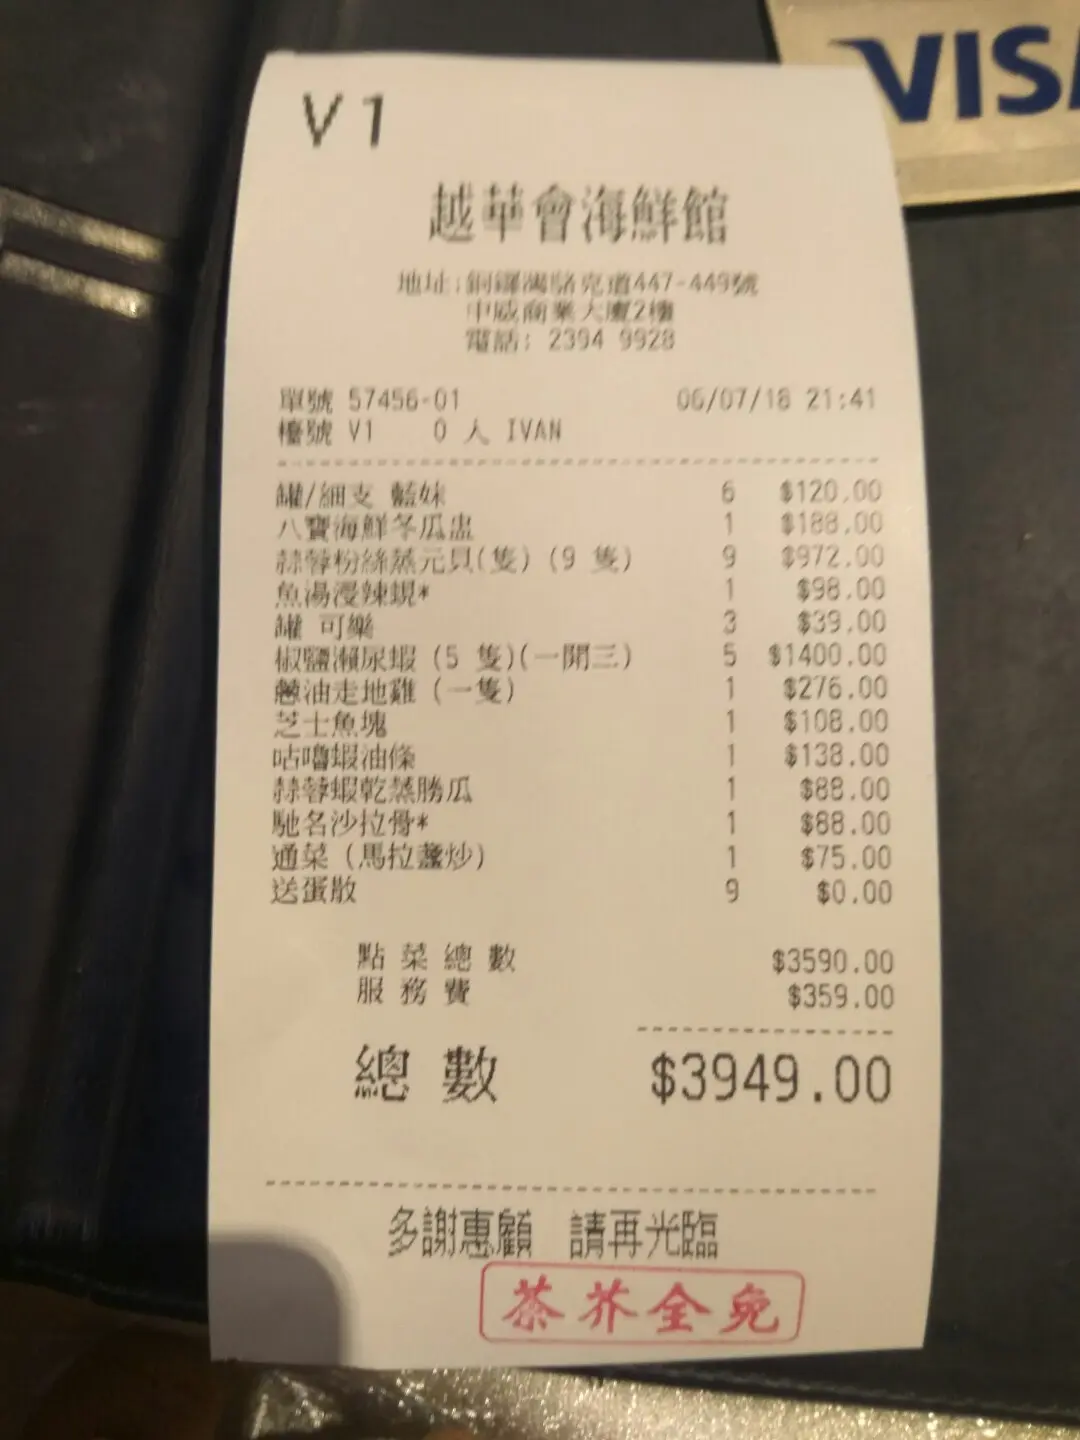 VISA
V1
越華會海鮮館
地址:銅鑼灣駱克道447-449號
中威商業大廈2樓
電話: 2394 9928
單號 57456-01 06/07/18 21:41
檯號 V1 0 人 IVAN
罐/細支 藍妹 6 $120.00
八寶海鮮冬瓜盅 1 $188.00
蒜蓉粉絲蒸元貝(隻) (9 隻) 9 $972.00
魚湯浸辣蜆* 1 $98.00
罐 可樂 3 $39.00
椒鹽瀨尿蝦 (5 隻)(一開三) 5 $1400.00
蔥油走地雞 (一隻) 1 $276.00
芝士魚塊 1 $108.00
咕嚕蝦油條 1 $138.00
蒜蓉蝦乾蒸勝瓜 1 $88.00
馳名沙拉骨* 1 $88.00
通菜 (馬拉盞炒) 1 $75.00
送蛋散 9 $0.00
點菜總數 $3590.00
服務費 $359.00
總數 $3949.00
多謝惠顧 請再光臨
茶芥全免